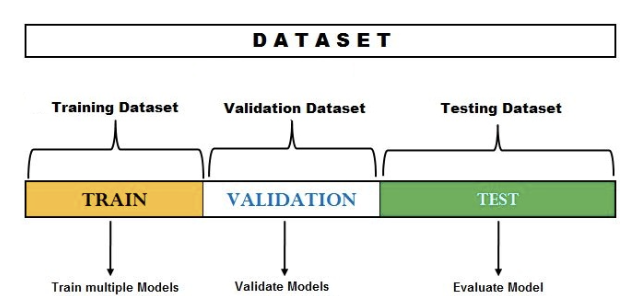 DATASET
Training Dataset Validation Dataset Testing Dataset
TRAIN VALIDATION TEST
Train multiple Models Validate Models Evaluate Model